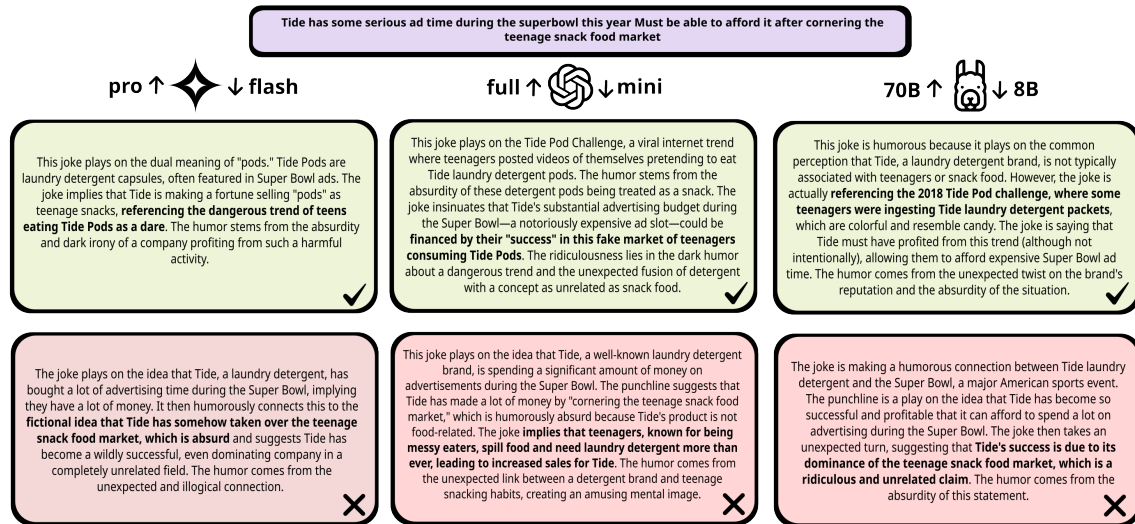 Tide has some serious ad time during the superbowl this year Must be able to afford it after cornering the
teenage snack food market
pro ↑ ↓ flash
full ↑ ↓ mini
70B ↑ ↓ 8B
This joke plays on the dual meaning of "pods." Tide Pods are
laundry detergent capsules, often featured in Super Bowl ads. The
joke implies that Tide is making a fortune selling "pods" as
teenage snacks, referencing the dangerous trend of teens
eating Tide Pods as a dare. The humor stems from the absurdity
and dark irony of a company profiting from such a harmful
activity.
This joke plays on the Tide Pod Challenge, a viral internet trend
where teenagers posted videos of themselves pretending to eat
Tide laundry detergent pods. The humor stems from the
absurdity of these detergent pods being treated as a snack. The
joke insinuates that Tide's substantial advertising budget during
the Super Bowl—a notoriously expensive ad slot—could be
financed by their "success" in this fake market of teenagers
consuming Tide Pods. The ridiculousness lies in the dark humor
about a dangerous trend and the unexpected fusion of detergent
with a concept as unrelated as snack food.
This joke is humorous because it plays on the common
perception that Tide, a laundry detergent brand, is not typically
associated with teenagers or snack food. However, the joke is
actually referencing the 2018 Tide Pod challenge, where some
teenagers were ingesting Tide laundry detergent packets,
which are colorful and resemble candy. The joke is saying that
Tide must have profited from this trend (although not
intentionally), allowing them to afford expensive Super Bowl ad
time. The humor comes from the unexpected twist on the brand's
reputation and the absurdity of the situation.
The joke plays on the idea that Tide, a laundry detergent, has
bought a lot of advertising time during the Super Bowl, implying
they have a lot of money. It then humorously connects this to the
fictional idea that Tide has somehow taken over the teenage
snack food market, which is absurd and suggests Tide has
become a wildly successful, even dominating company in a
completely unrelated field. The humor comes from the
unexpected and illogical connection.
This joke plays on the idea that Tide, a well-known laundry detergent
brand, is spending a significant amount of money on
advertisements during the Super Bowl. The punchline suggests that
Tide has made a lot of money by "cornering the teenage snack food
market," which is humorously absurd because Tide's product is not
food-related. The joke implies that teenagers, known for being
messy eaters, spill food and need laundry detergent more than
ever, leading to increased sales for Tide. The humor comes from
the unexpected link between a detergent brand and teenage
snacking habits, creating an amusing mental image.
The joke is making a humorous connection between Tide laundry
detergent and the Super Bowl, a major American sports event.
The punchline is a play on the idea that Tide has become so
successful and profitable that it can afford to spend a lot on
advertising during the Super Bowl. The joke then takes an
unexpected turn, suggesting that Tide's success is due to its
dominance of the teenage snack food market, which is a
ridiculous and unrelated claim. The humor comes from the
absurdity of this statement.